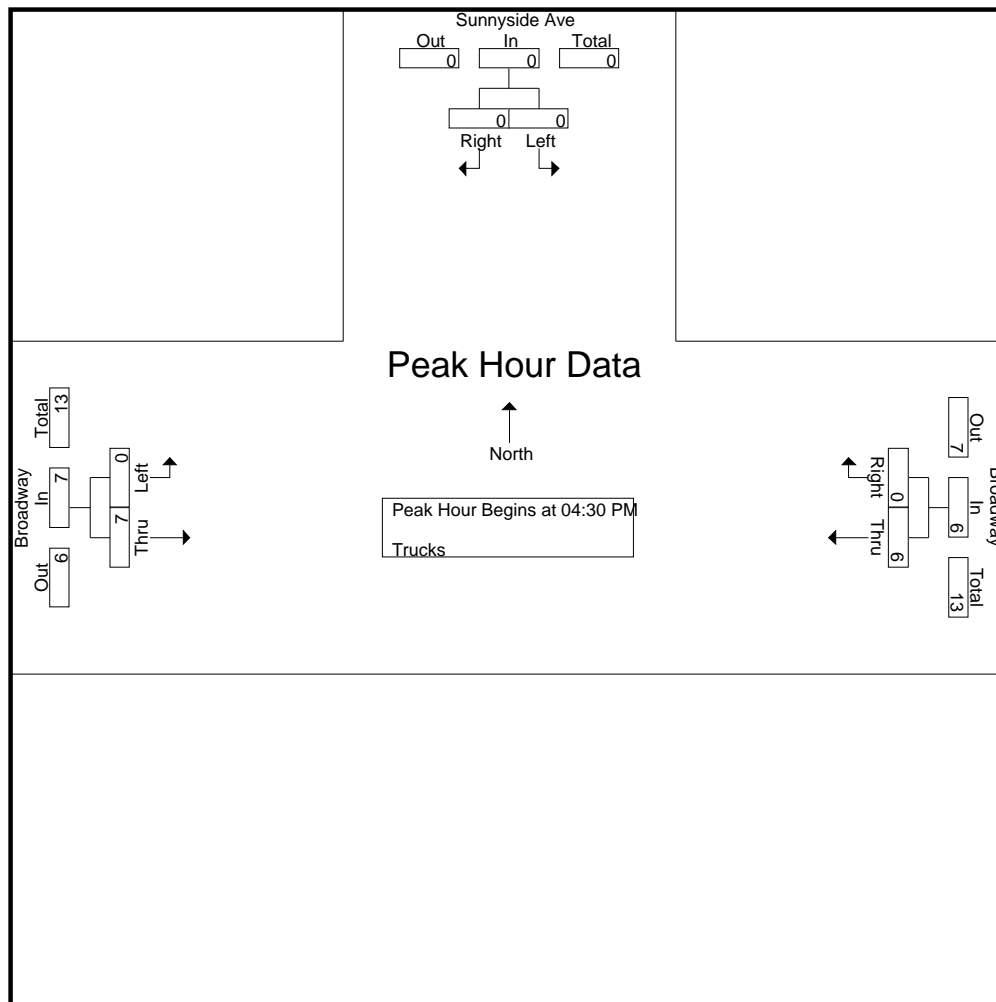 Sunnyside Ave
Out In Total
0 0 0
0 0
Right Left
Peak Hour Data
North
Peak Hour Begins at 04:30 PM
Trucks
Broadway
Out In Total
6 7 13
7 0
Thru Left
Broadway
Out In Total
7 6 13
0 6
Right Thru